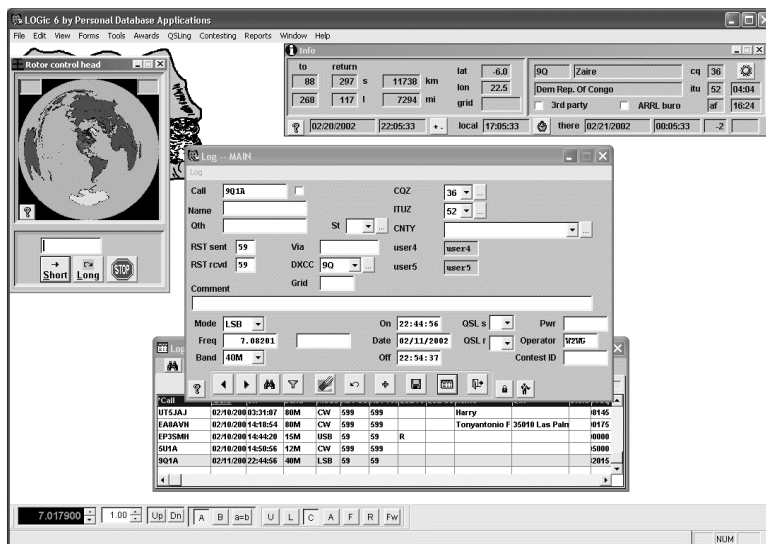 LOGic 6 by Personal Database Applications
File Edit View Forms Tools Awards QSLing Contesting Reports Window Help
Rotor control head
Short Long STOP
Info
to return
88 297 s 11738 km
268 117 l 7294 mi
lat -6.0
lon 22.5
grid
9Q Zaire cq 36
Dem Rep. Of Congo itu 52 04:04
3rd party ARRL buro af 16:24
02/20/2002 22:05:33 + - local 17:05:33 there 02/21/2002 00:05:33 -2
Log -- MAIN
Log
Call 9Q1A CQZ 36
Name ITUZ 52
Qth St CNTY
RST sent 59 Via user4 user4
RST rcvd 59 DXCC 9Q user5 user5
Grid
Comment
Mode LSB On 22:44:56 QSL s Pwr
Freq 7.08201 Date 02/11/2002 QSL r Operator W2WG
Band 40M Off 22:54:37 Contest ID
Log
*Call
UT5JAJ 02/10/200 03:31:07 80M CW 599 599 Harry 08145
EA8AVN 02/10/200 14:18:54 80M CW 599 599 Tonyantonio F 35010 Las Paln 00175
EP3SMH 02/10/200 14:44:20 15M USB 59 59 R 00000
5U1A 02/10/200 14:50:56 12M CW 599 599 05000
9Q1A 02/11/200 22:44:56 40M LSB 59 59 82015
7.017900 1.00 Up Dn A B a=b U L C A F R Fw
NUM